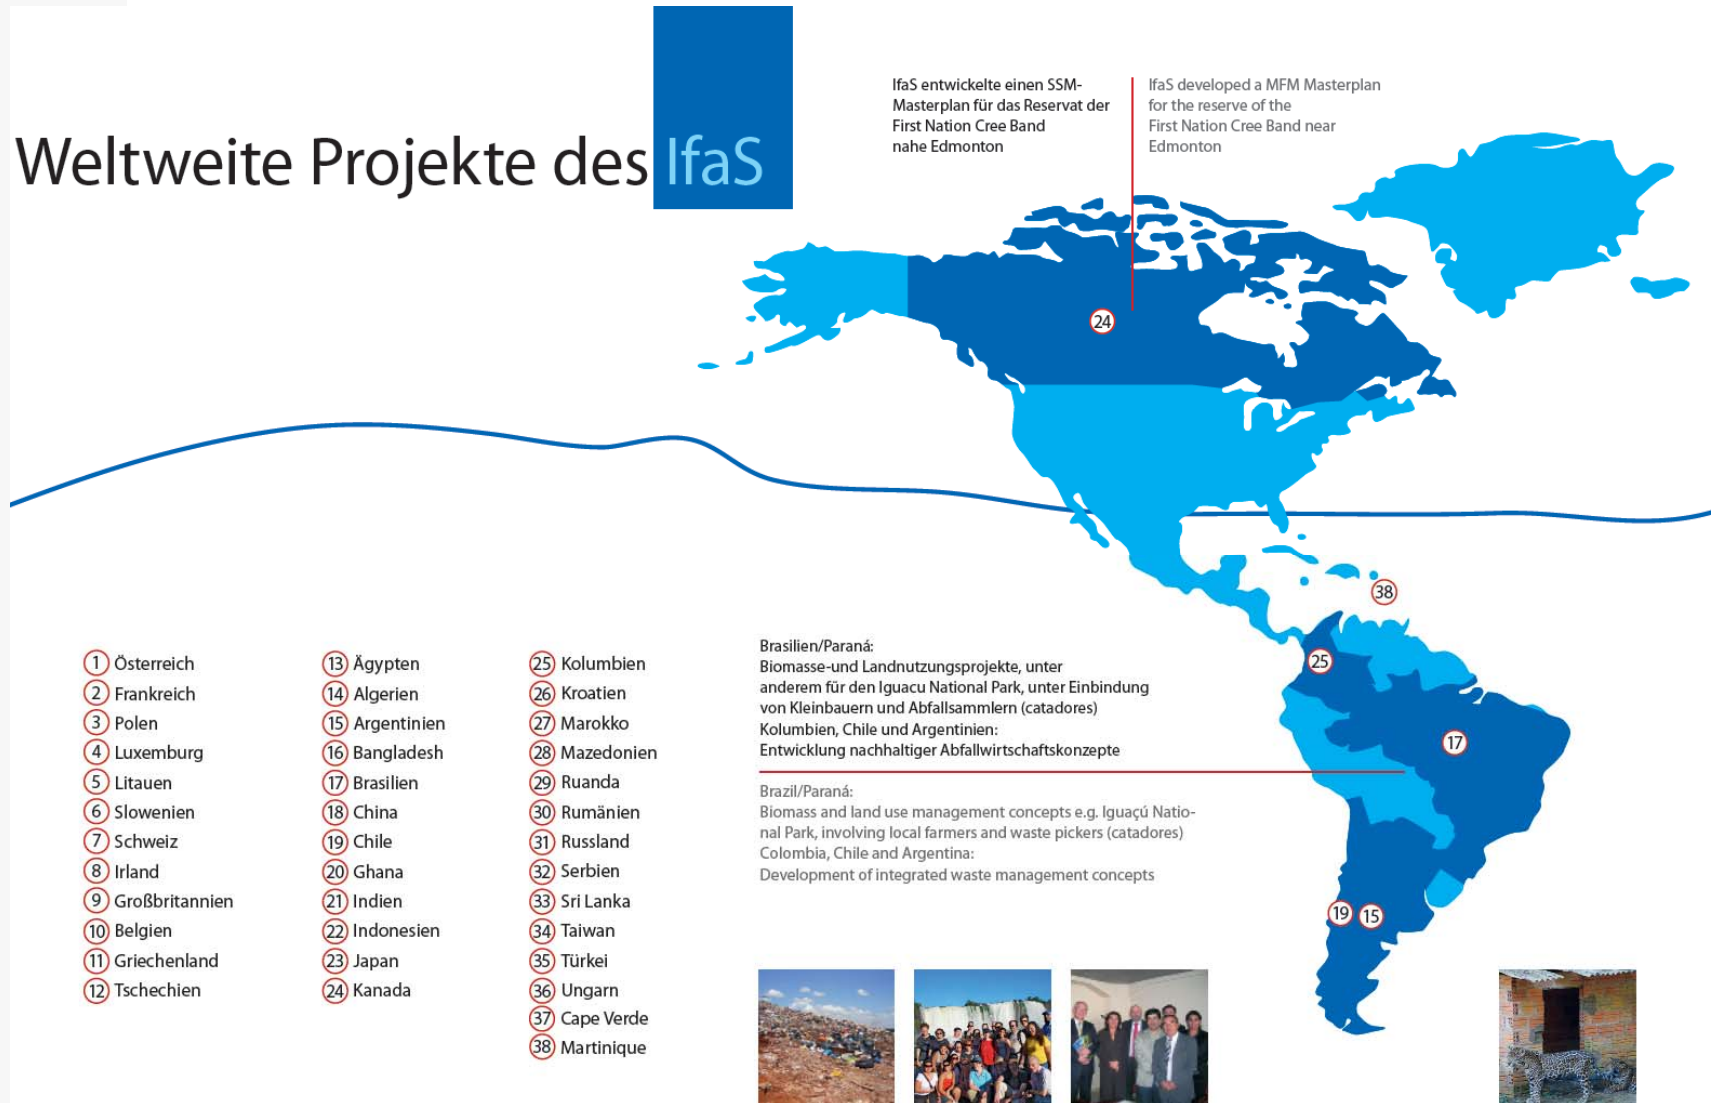 Weltweite Projekte des IfaS
IfaS entwickelte einen SSM-
Masterplan für das Reservat der
First Nation Cree Band
nahe Edmonton
IfaS developed a MFM Masterplan
for the reserve of the
First Nation Cree Band near
Edmonton
24
38
25
17
19
15
1 Österreich
2 Frankreich
3 Polen
4 Luxemburg
5 Litauen
6 Slowenien
7 Schweiz
8 Irland
9 Großbritannien
10 Belgien
11 Griechenland
12 Tschechien
13 Ägypten
14 Algerien
15 Argentinien
16 Bangladesh
17 Brasilien
18 China
19 Chile
20 Ghana
21 Indien
22 Indonesien
23 Japan
24 Kanada
25 Kolumbien
26 Kroatien
27 Marokko
28 Mazedonien
29 Ruanda
30 Rumänien
31 Russland
32 Serbien
33 Sri Lanka
34 Taiwan
35 Türkei
36 Ungarn
37 Cape Verde
38 Martinique
Brasilien/Paraná:
Biomasse-und Landnutzungsprojekte, unter
anderem für den Iguacu National Park, unter Einbindung
von Kleinbauern und Abfallsammlern (catadores)
Kolumbien, Chile und Argentinien:
Entwicklung nachhaltiger Abfallwirtschaftskonzepte
Brazil/Paraná:
Biomass and land use management concepts e.g. Iguaçú Natio-
nal Park, involving local farmers and waste pickers (catadores)
Colombia, Chile and Argentina:
Development of integrated waste management concepts